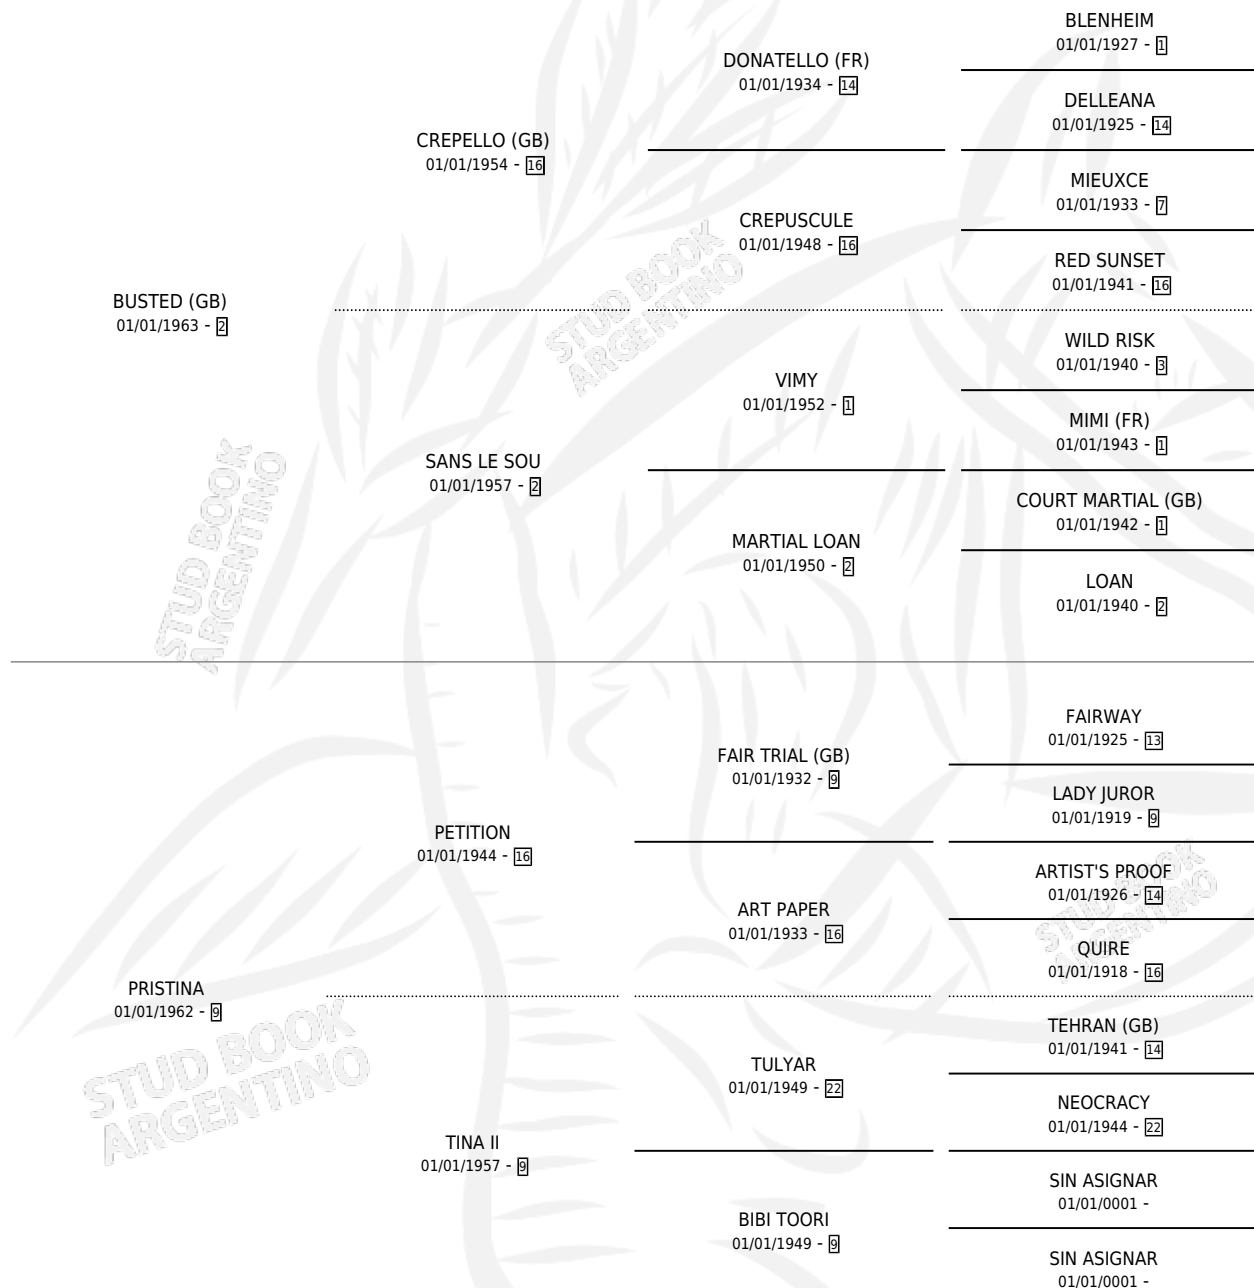 BLENHEIM
01/01/1927 - 1
DONATELLO (FR)
01/01/1934 - 14
DELLEANA
01/01/1925 - 14
CREPELLO (GB)
01/01/1954 - 16
MIEUXCE
01/01/1933 - 7
CREPUSCULE
01/01/1948 - 16
RED SUNSET
01/01/1941 - 16
BUSTED (GB)
01/01/1963 - 2
WILD RISK
01/01/1940 - 3
VIMY
01/01/1952 - 1
MIMI (FR)
01/01/1943 - 1
SANS LE SOU
01/01/1957 - 2
COURT MARTIAL (GB)
01/01/1942 - 1
MARTIAL LOAN
01/01/1950 - 2
LOAN
01/01/1940 - 2
FAIRWAY
01/01/1925 - 13
FAIR TRIAL (GB)
01/01/1932 - 9
LADY JUROR
01/01/1919 - 9
PETITION
01/01/1944 - 16
ARTIST'S PROOF
01/01/1926 - 14
ART PAPER
01/01/1933 - 16
QUIRE
01/01/1918 - 16
PRISTINA
01/01/1962 - 9
TEHRAN (GB)
01/01/1941 - 14
TULYAR
01/01/1949 - 22
NEOCRACY
01/01/1944 - 22
TINA II
01/01/1957 - 9
SIN ASIGNAR
01/01/0001 -
BIBI TOORI
01/01/1949 - 9
SIN ASIGNAR
01/01/0001 -
STUD BOOK
ARGENTINO
STUD BOOK
ARGENTINO
STUD BOOK
ARGENTINO
STUD BOOK
ARGENTINO